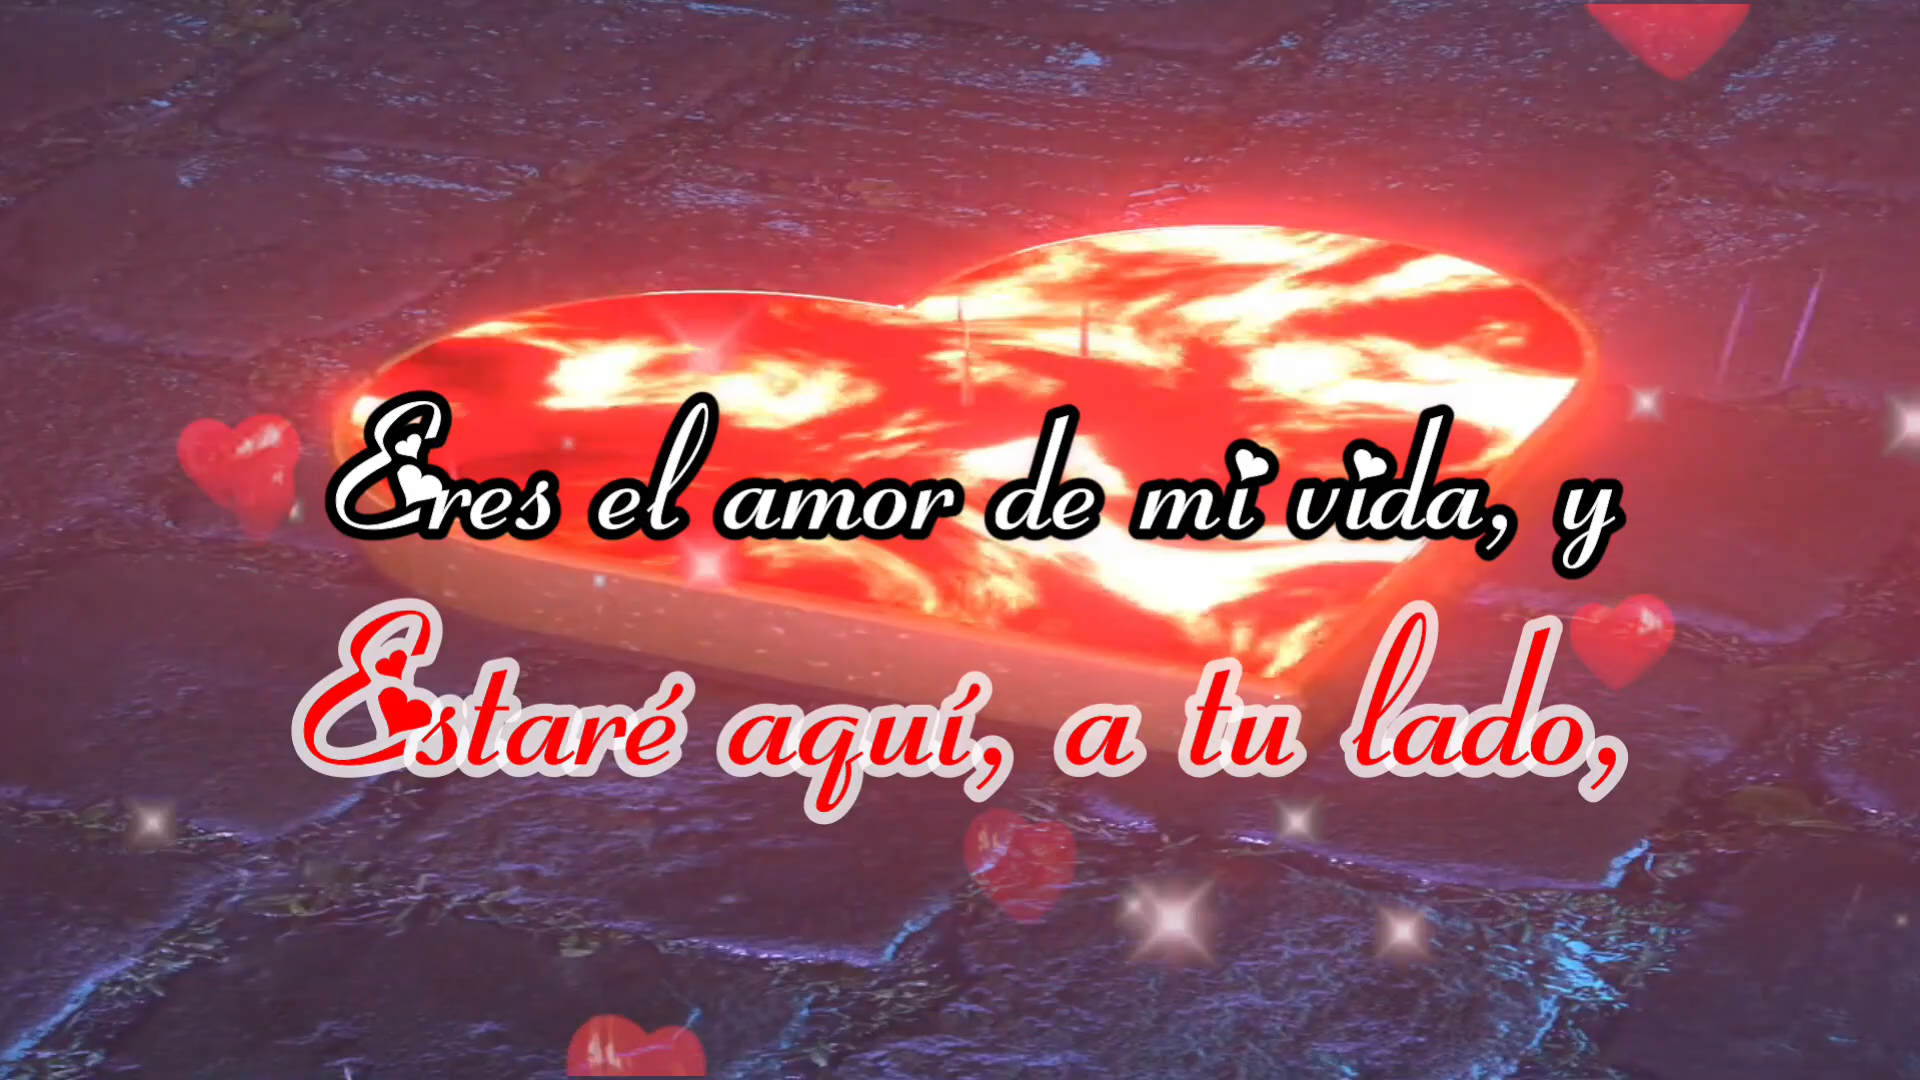 Eres el amor de mi vida, y
Estaré aquí, a tu lado,